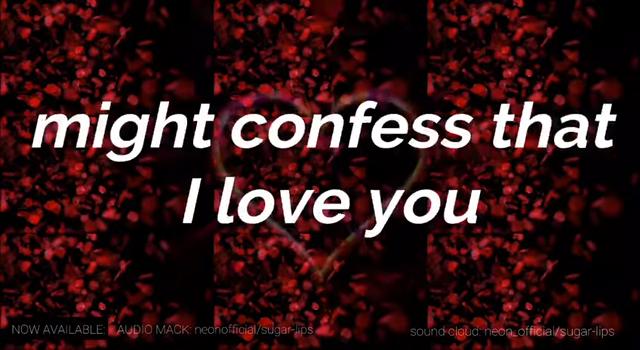 might confess that
I love you
NOW AVAILABLE: AUDIO MACK: neonofficial/sugar-lips
sound cloud: neon_official/sugar-lips